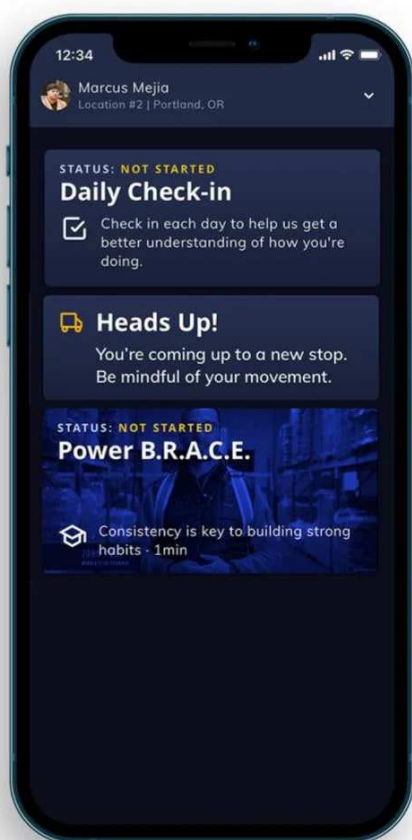 12:34
Marcus Mejia
Location #2 | Portland, OR
STATUS: NOT STARTED
Daily Check-in
Check in each day to help us get a
better understanding of how you're
doing.
Heads Up!
You're coming up to a new stop.
Be mindful of your movement.
STATUS: NOT STARTED
Power B.R.A.C.E.
Consistency is key to building strong
habits · 1min